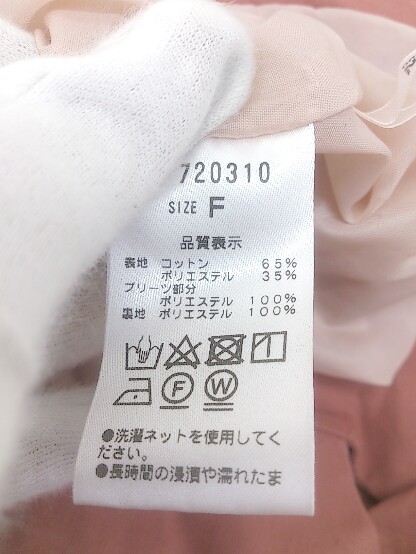 720310
SIZE F
品質表示
表地 コットン 65%
ポリエステル 35%
プリーツ部分
ポリエステル 100%
裏地 ポリエステル 100%
F W
●洗濯ネットを使用してく
ださい。
●長時間の浸漬や濡れたま